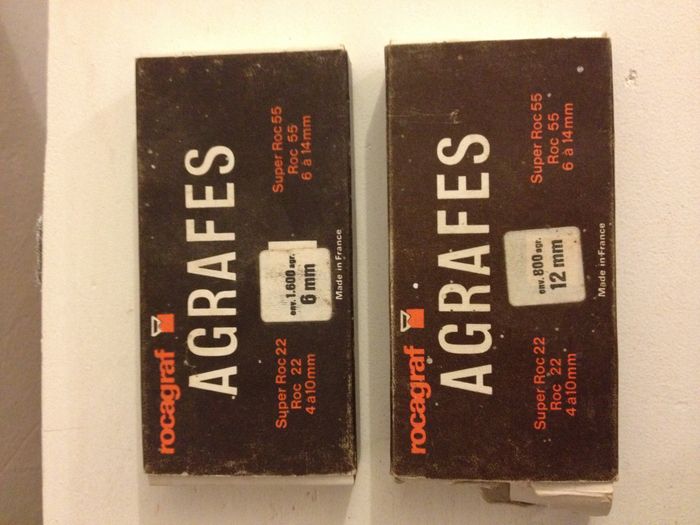 rocagraf
AGRAFES
Super Roc 22
Roc 22
4 à 10mm
env. 1.600 agr.
6 mm
Super Roc 55
Roc 55
6 à 14mm
Made in France
rocagraf
AGRAFES
Super Roc 22
Roc 22
4 à 10mm
env. 800 agr.
12 mm
Super Roc 55
Roc 55
6 à 14mm
Made in France